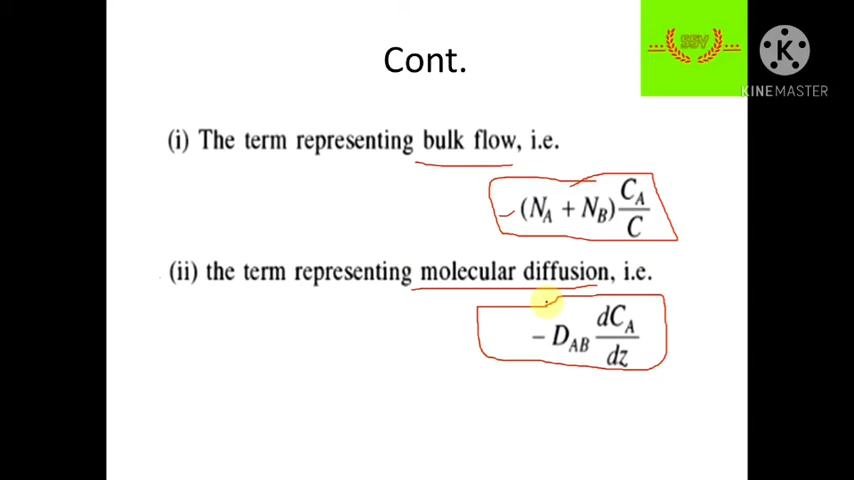 Cont.
SSV
KINEMASTER
(i) The term representing bulk flow, i.e.
(N_A + N_B) C_A / C
(ii) the term representing molecular diffusion, i.e.
– D_AB dC_A / dz